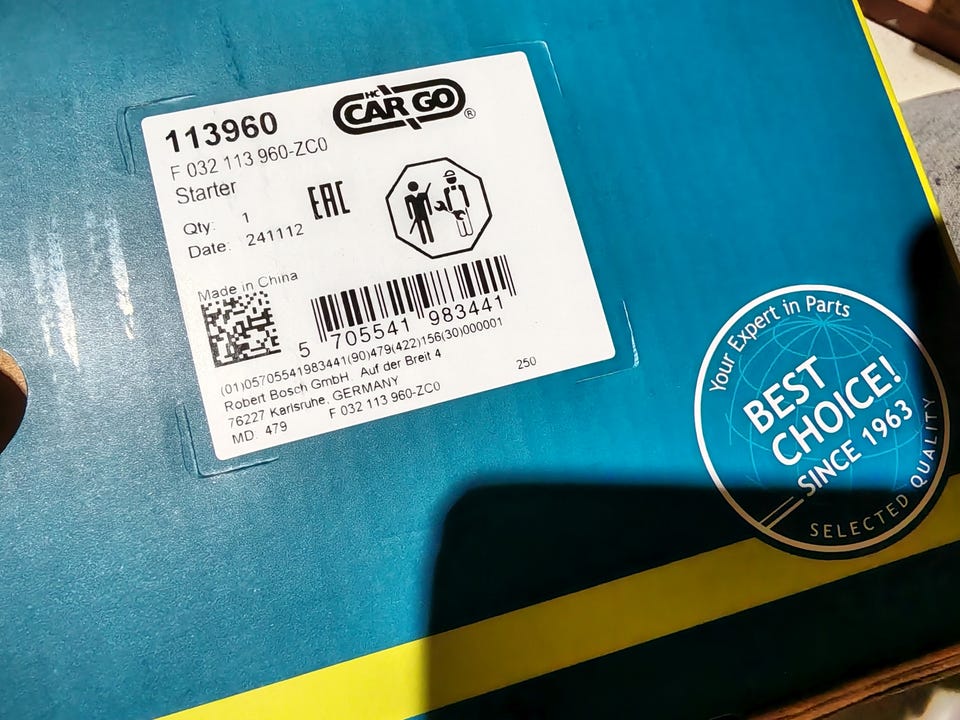 113960
HC
CARGO ®
F 032 113 960-ZC0
Starter
EAC
Qty: 1
Date: 241112
Made in China
5 705541 983441
(01)05705541983441(90)479(422)156(30)000001
Robert Bosch GmbH , Auf der Breit 4
76227 Karlsruhe, GERMANY
MD: 479 F 032 113 960-ZC0
250
Your Expert in Parts
BEST
CHOICE!
SINCE 1963
SELECTED QUALITY